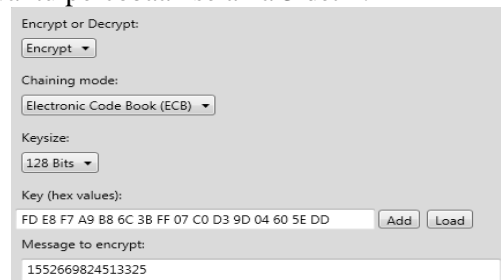 Encrypt or Decrypt:
Encrypt
Chaining mode:
Electronic Code Book (ECB)
Keysize:
128 Bits
Key (hex values):
FD E8 F7 A9 B8 6C 3B FF 07 C0 D3 9D 04 60 5E DD Add Load
Message to encrypt:
1552669824513325